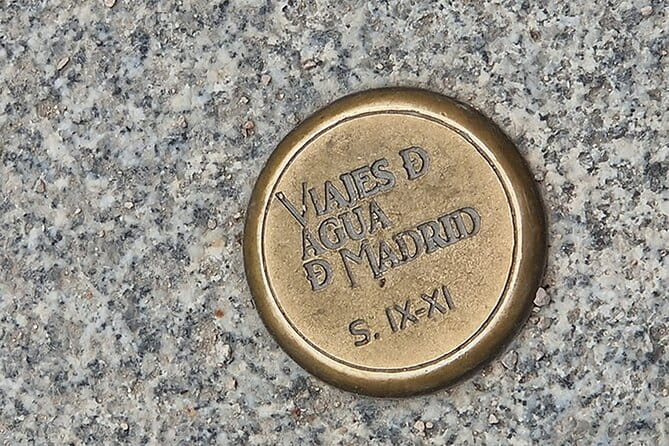 VIAJES Đ
AGUA
Đ MADRID
S. IX-XI